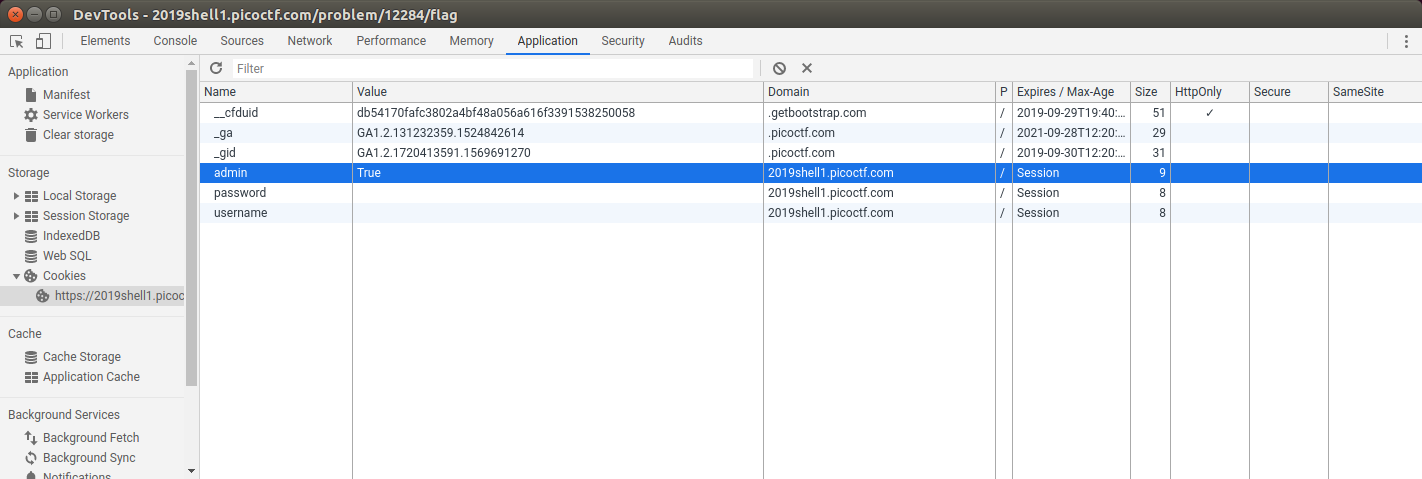 DevTools - 2019shell1.picoctf.com/problem/12284/flag
Elements Console Sources Network Performance Memory Application Security Audits
Application
Manifest
Service Workers
Clear storage
Storage
Local Storage
Session Storage
IndexedDB
Web SQL
Cookies
https://2019shell1.picoc
Cache
Cache Storage
Application Cache
Background Services
Background Fetch
Background Sync
Notifications
Filter
Name Value Domain P Expires / Max-Age Size HttpOnly Secure SameSite
__cfduid db54170fafc3802a4bf48a056a616f3391538250058 .getbootstrap.com / 2019-09-29T19:40:... 51 ✓
_ga GA1.2.131232359.1524842614 .picoctf.com / 2021-09-28T12:20:... 29
_gid GA1.2.1720413591.1569691270 .picoctf.com / 2019-09-30T12:20:... 31
admin True 2019shell1.picoctf.com / Session 9
password 2019shell1.picoctf.com / Session 8
username 2019shell1.picoctf.com / Session 8